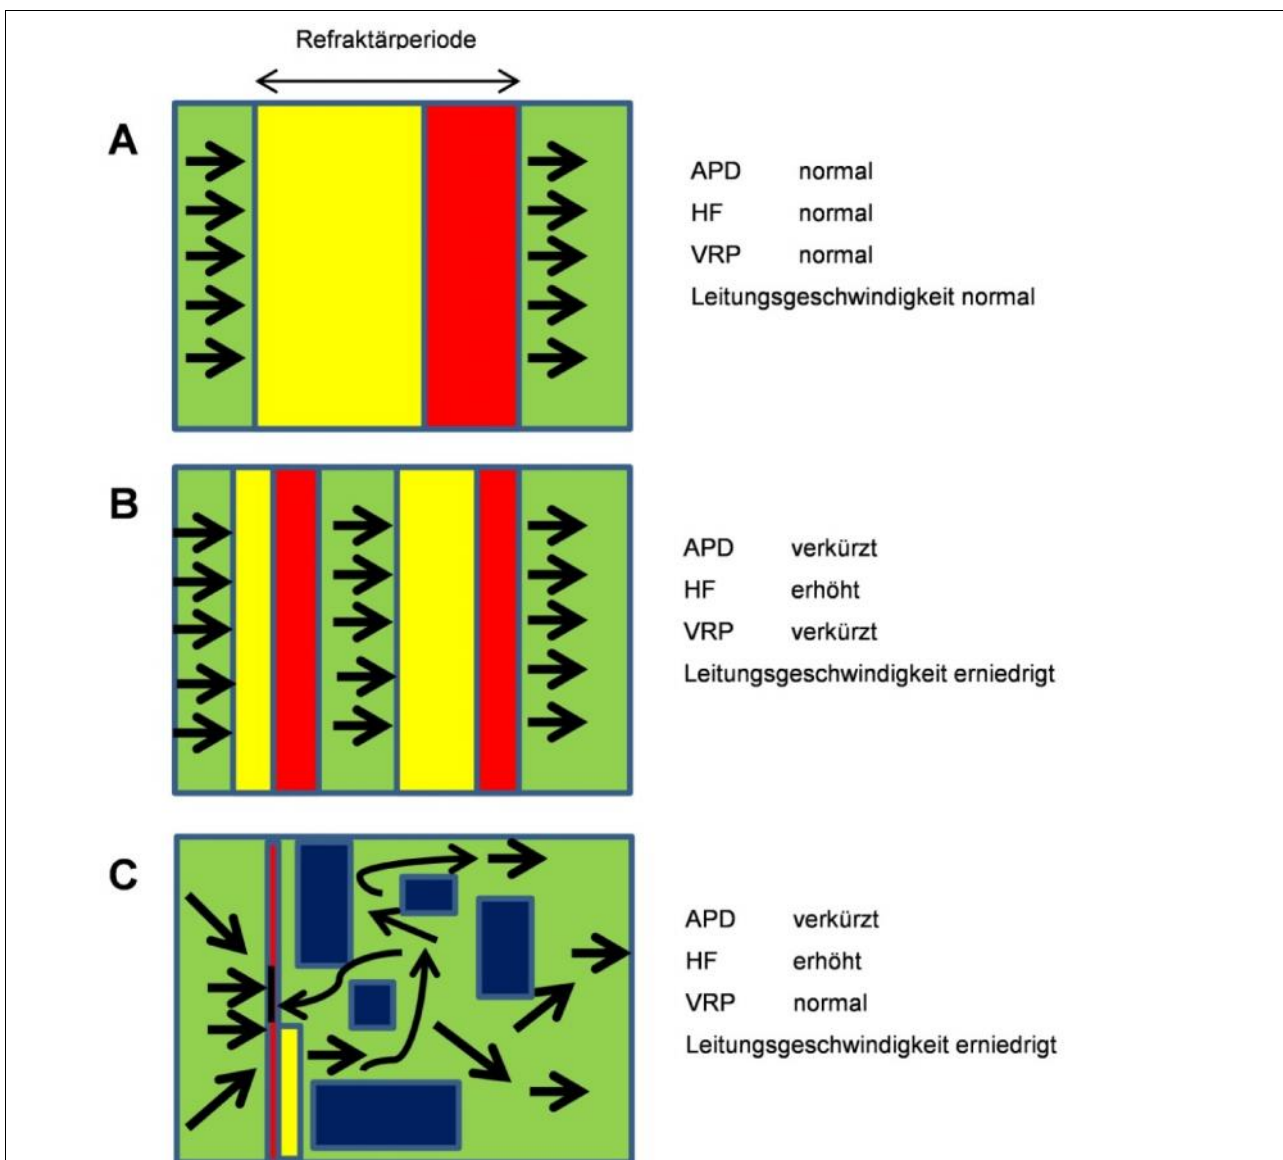 Refraktärperiode
A
APD normal
HF normal
VRP normal
Leitungsgeschwindigkeit normal
B
APD verkürzt
HF erhöht
VRP verkürzt
Leitungsgeschwindigkeit erniedrigt
C
APD verkürzt
HF erhöht
VRP normal
Leitungsgeschwindigkeit erniedrigt